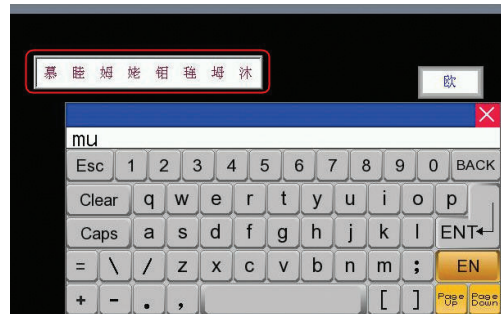 慕 睦 姆 姥 钼 毪 坶 沐
欧
mu
Esc 1 2 3 4 5 6 7 8 9 0 BACK
Clear q w e r t y u i o p
Caps a s d f g h j k l ENT
= \ / z x c v b n m ; EN
+ - . , [ ] Page Up Page Down